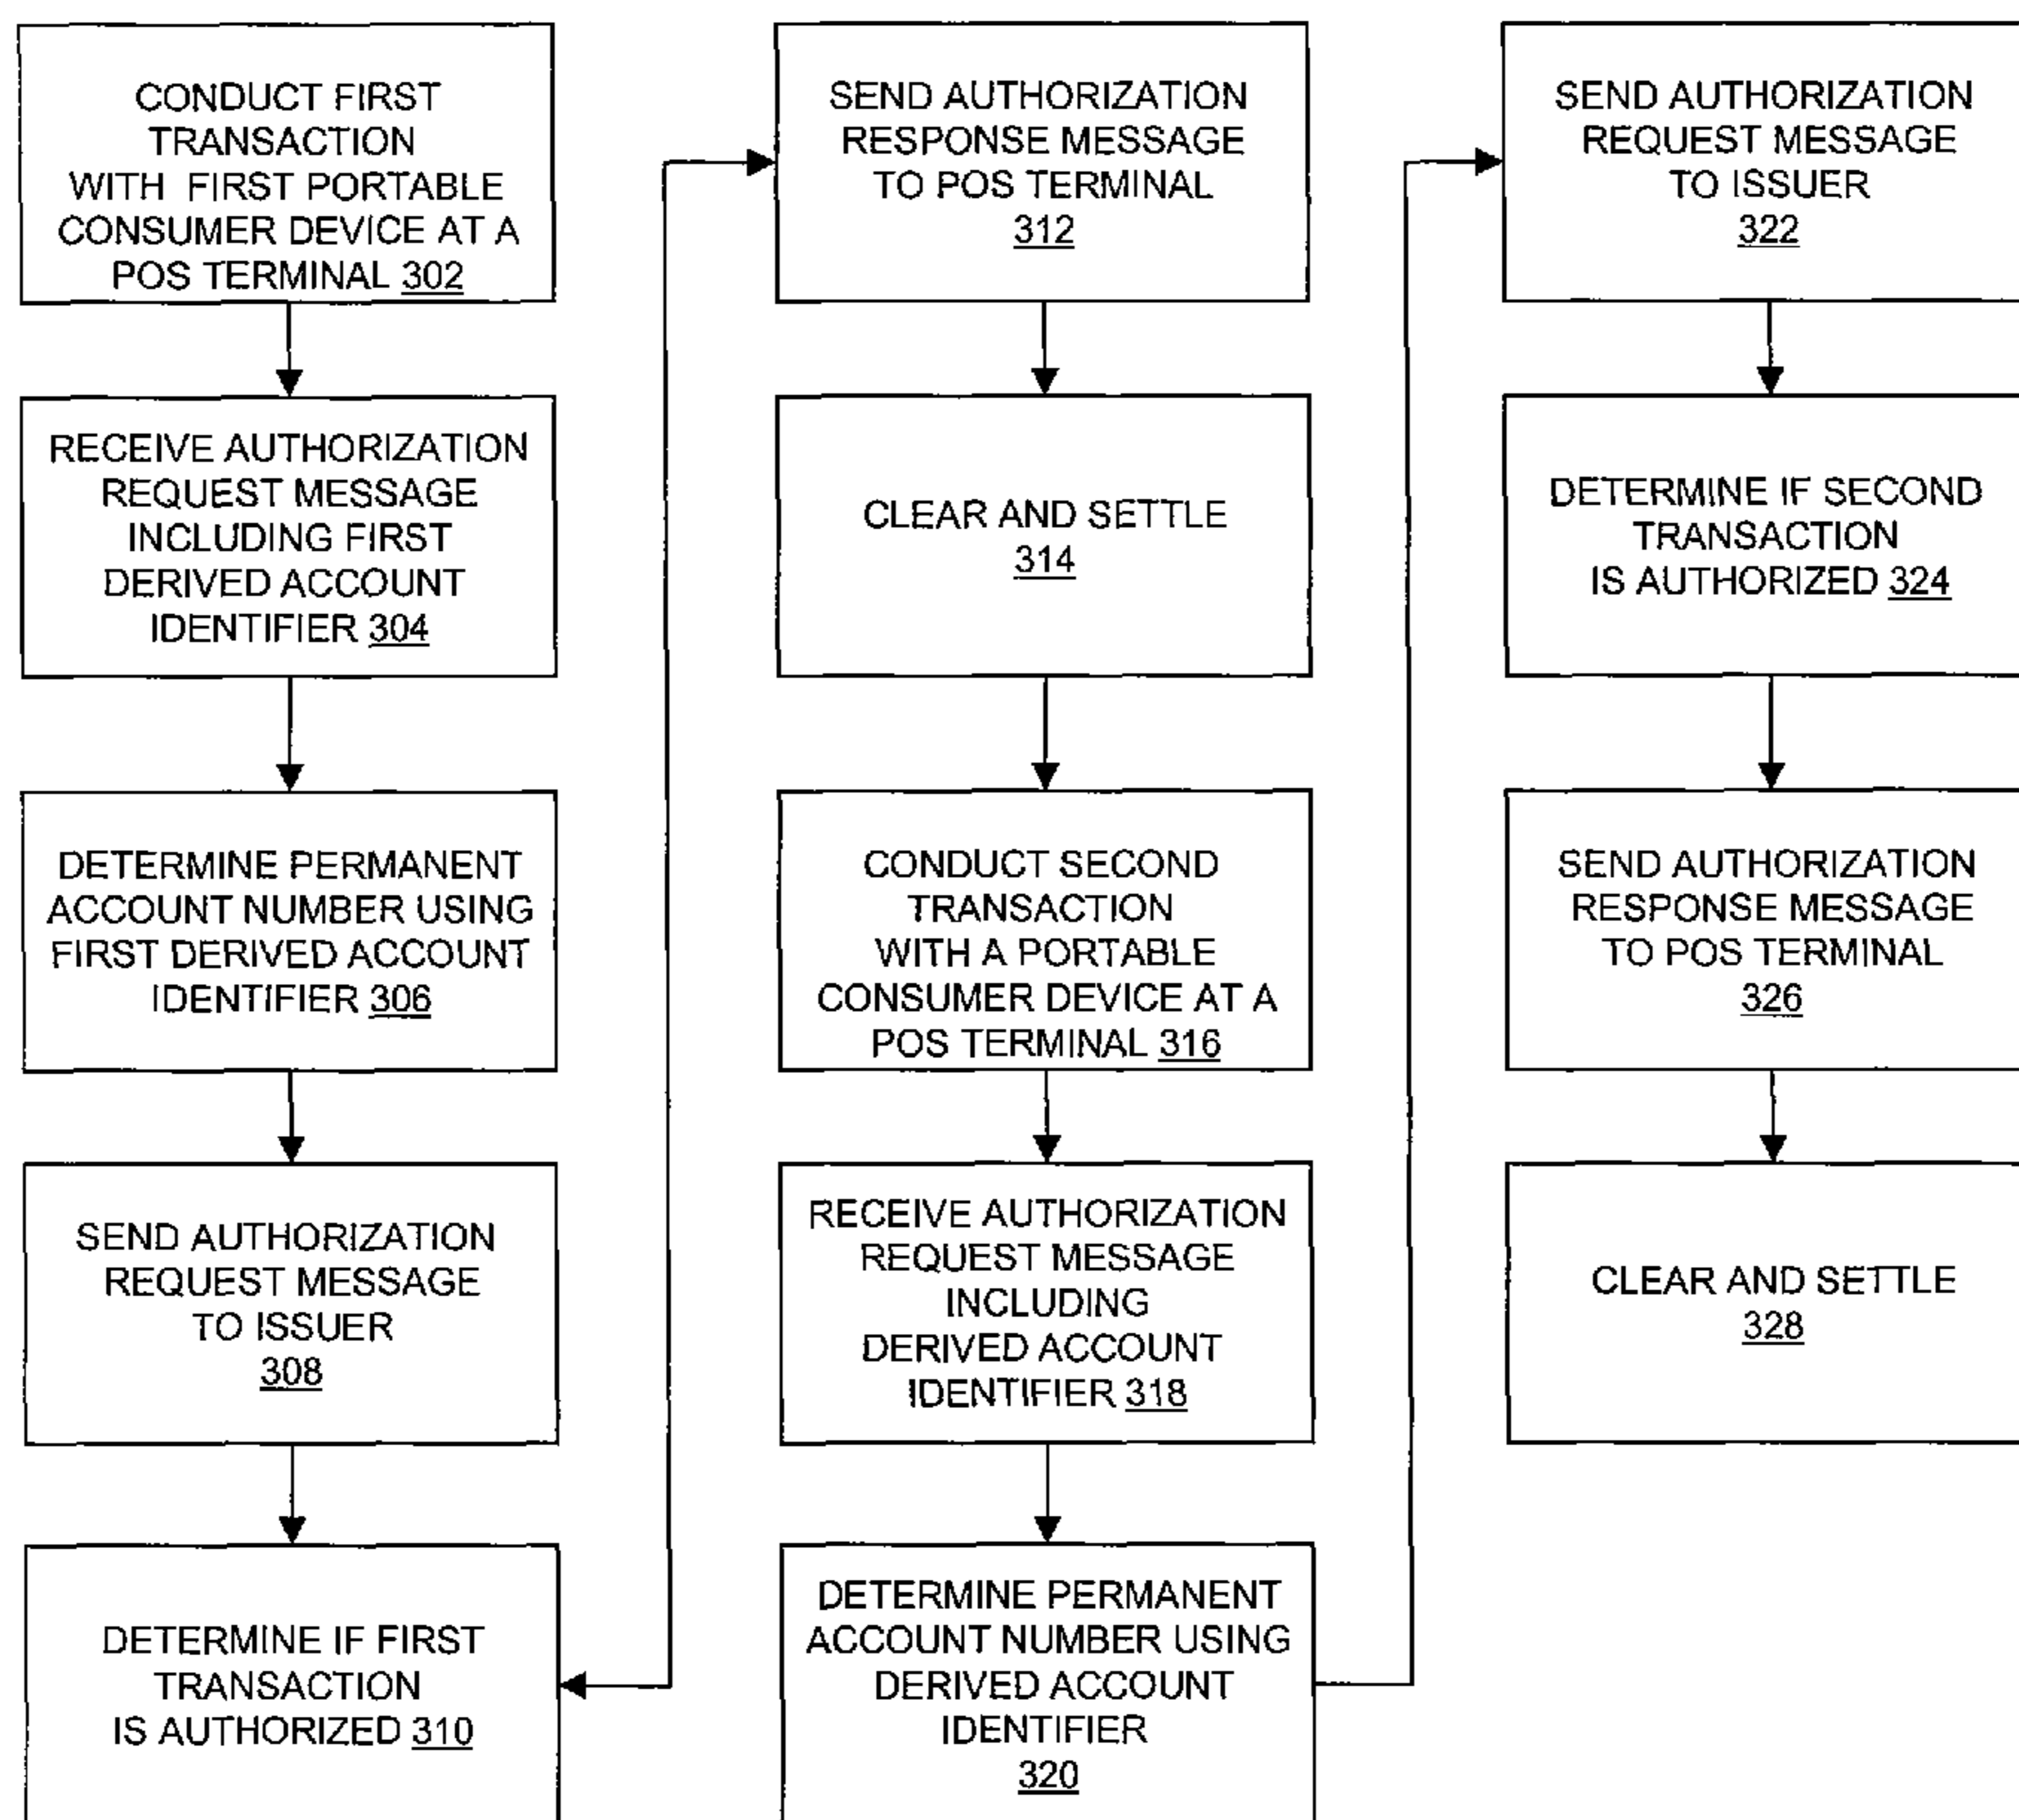 CONDUCT FIRST
TRANSACTION
WITH FIRST PORTABLE
CONSUMER DEVICE AT A
POS TERMINAL 302
RECEIVE AUTHORIZATION
REQUEST MESSAGE
INCLUDING FIRST
DERIVED ACCOUNT
IDENTIFIER 304
DETERMINE PERMANENT
ACCOUNT NUMBER USING
FIRST DERIVED ACCOUNT
IDENTIFIER 306
SEND AUTHORIZATION
REQUEST MESSAGE
TO ISSUER
308
DETERMINE IF FIRST
TRANSACTION
IS AUTHORIZED 310
SEND AUTHORIZATION
RESPONSE MESSAGE
TO POS TERMINAL
312
CLEAR AND SETTLE
314
CONDUCT SECOND
TRANSACTION
WITH A PORTABLE
CONSUMER DEVICE AT A
POS TERMINAL 316
RECEIVE AUTHORIZATION
REQUEST MESSAGE
INCLUDING
DERIVED ACCOUNT
IDENTIFIER 318
DETERMINE PERMANENT
ACCOUNT NUMBER USING
DERIVED ACCOUNT
IDENTIFIER
320
SEND AUTHORIZATION
REQUEST MESSAGE
TO ISSUER
322
DETERMINE IF SECOND
TRANSACTION
IS AUTHORIZED 324
SEND AUTHORIZATION
RESPONSE MESSAGE
TO POS TERMINAL
326
CLEAR AND SETTLE
328